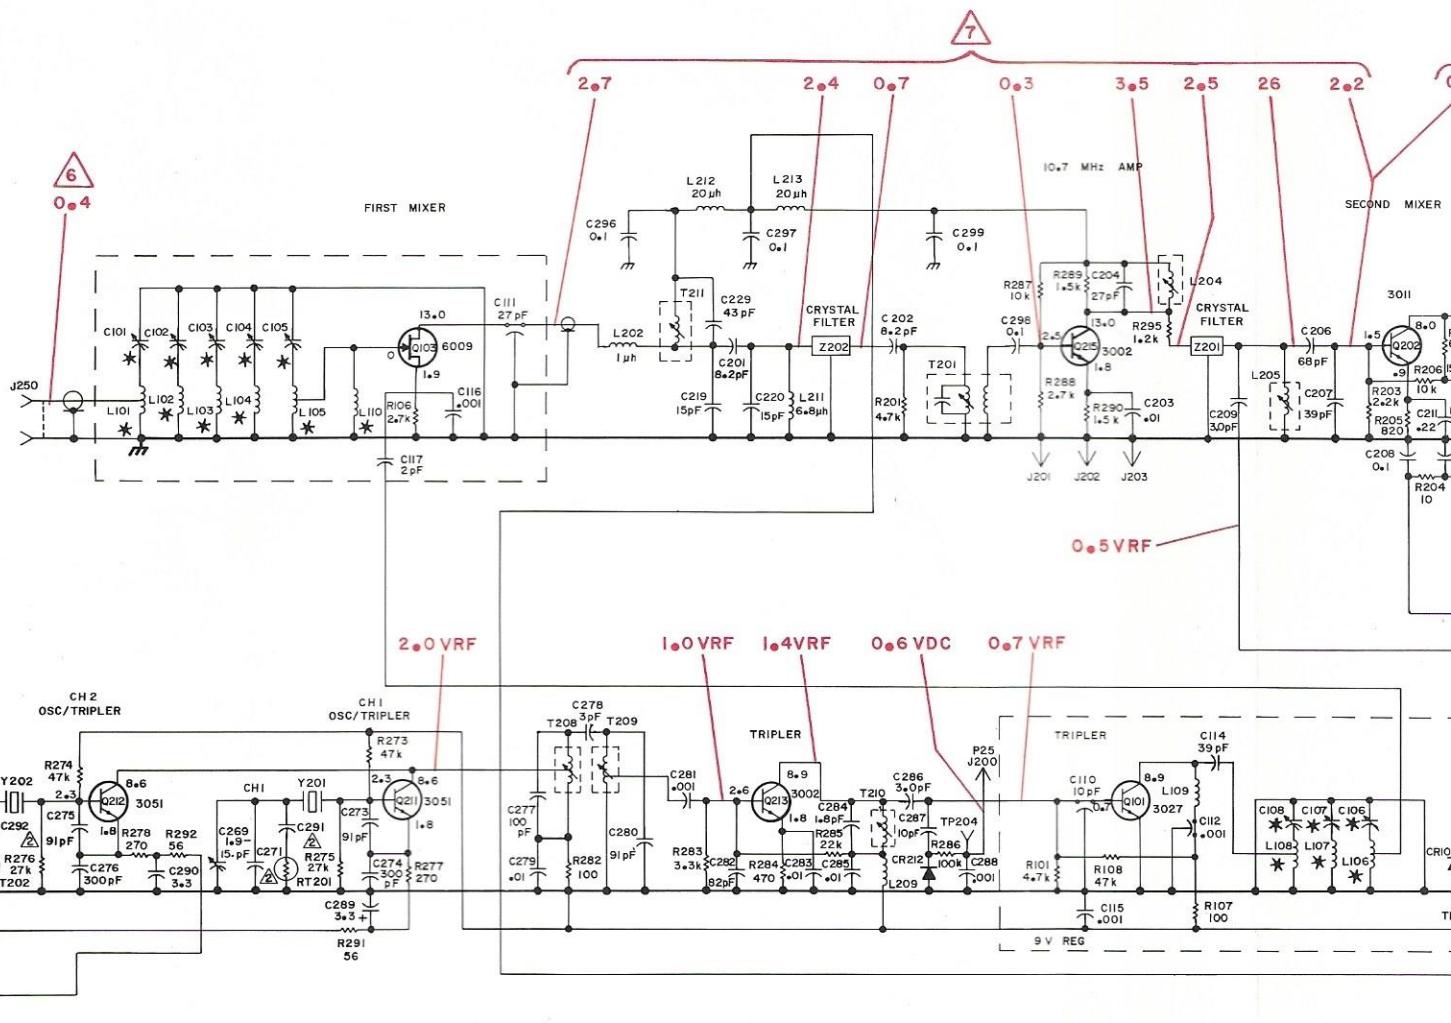 7
2.7
2.4
0.7
0.3
3.5
2.5
26
2.2
6
0.4
10.7 MHz AMP
FIRST MIXER
SECOND MIXER
L212
20µh
L213
20µh
C296
0.1
C297
0.1
C299
0.1
T211
C229
43pF
C111
27pF
13.0
Q103
6009
0
1.9
C101
C102
C103
C104
C105
J250
L101
L102
L103
L104
L105
L110
R106
2.7k
C116
.001
C117
2pF
L202
1µh
C201
8.2pF
C219
15pF
C220
15pF
L211
6.8µh
CRYSTAL
FILTER
Z202
C202
8.2pF
R201
4.7k
T201
R287
10k
C298
0.1
R289
1.5k
C204
27pF
L204
2.5
13.0
Q215
3002
1.8
R295
1.2k
R288
2.7k
R290
1.5k
C203
.01
J201
J202
J203
CRYSTAL
FILTER
Z201
C209
3.0pF
L205
C206
68pF
C207
39pF
3011
1.5
8.0
Q202
.9
R206
10k
R203
2.2k
R205
820
C211
.22
C208
0.1
R204
10
0.5VRF
2.0VRF
1.0VRF
1.4VRF
0.6VDC
0.7VRF
CH2
OSC/TRIPLER
CH1
OSC/TRIPLER
R273
47k
R274
47k
Y202
2.3
8.6
Q212
3051
1.8
C292
2
C275
91pF
R276
27k
T202
C276
300pF
R278
270
R292
56
C290
3.3
CH1
C269
1.9-
15.pF
C271
2
Y201
C291
2
R275
27k
RT201
C273
91pF
2.3
8.6
Q211
3051
1.8
C274
300
pF
R277
270
C289
3.3
+
R291
56
C278
3pF
T208
T209
C277
100
pF
C279
.01
R282
100
C280
91pF
C281
.001
TRIPLER
8.9
2.6
Q213
3002
1.8
R283
3.3k
C282
82pF
R284
470
C283
.01
C284
1.8pF
R285
22k
C285
.01
T210
L209
C286
3.0pF
C287
10pF
CR212
R286
100k
TP204
C288
.001
P25
J200
TRIPLER
C110
10pF
0.7
8.9
Q101
3027
L109
C114
39pF
C112
.001
R101
4.7k
R108
47k
C115
.001
R107
100
9V REG
C108
C107
C106
L108
L107
L106